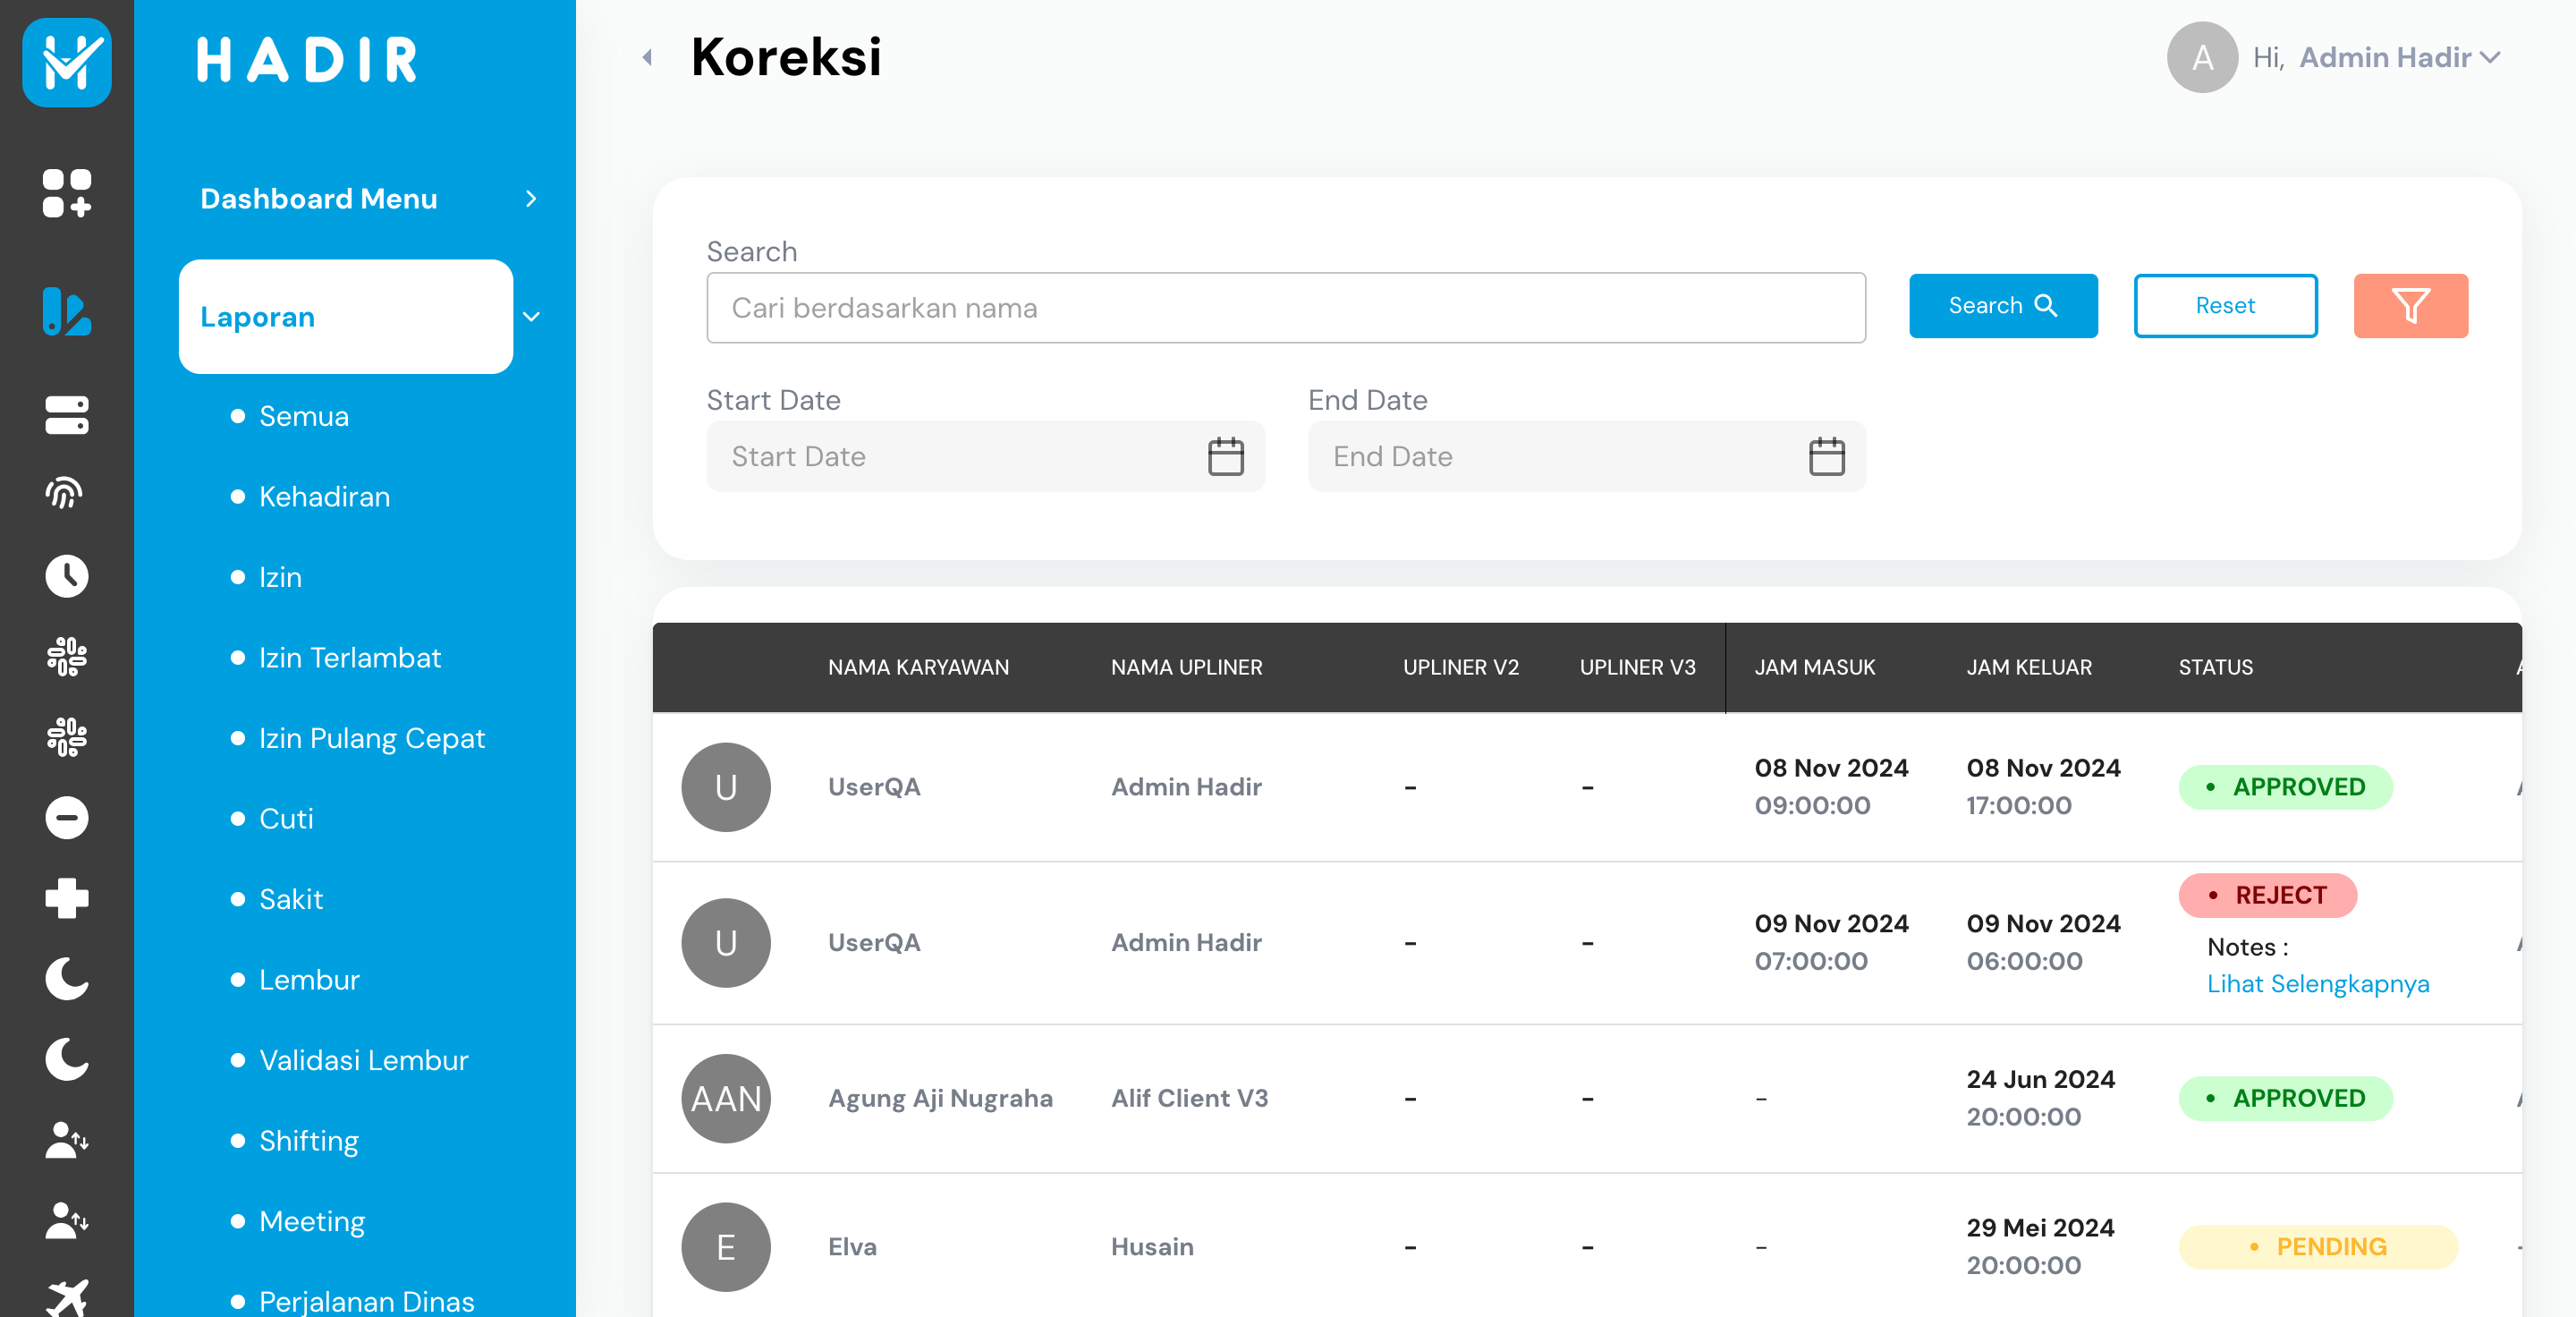 HADIR
Koreksi
A
Hi, Admin Hadir
Dashboard Menu
Laporan
Semua
Kehadiran
Izin
Izin Terlambat
Izin Pulang Cepat
Cuti
Sakit
Lembur
Validasi Lembur
Shifting
Meeting
Perjalanan Dinas
Search
Cari berdasarkan nama
Search
Reset
Start Date
End Date
Start Date
End Date
NAMA KARYAWAN NAMA UPLINER UPLINER V2 UPLINER V3 JAM MASUK JAM KELUAR STATUS
U UserQA Admin Hadir - - 08 Nov 2024 08 Nov 2024 • APPROVED
09:00:00 17:00:00
U UserQA Admin Hadir - - 09 Nov 2024 09 Nov 2024 • REJECT
07:00:00 06:00:00
Notes :
Lihat Selengkapnya
AAN Agung Aji Nugraha Alif Client V3 - - - 24 Jun 2024 • APPROVED
20:00:00
E Elva Husain - - - 29 Mei 2024 • PENDING
20:00:00